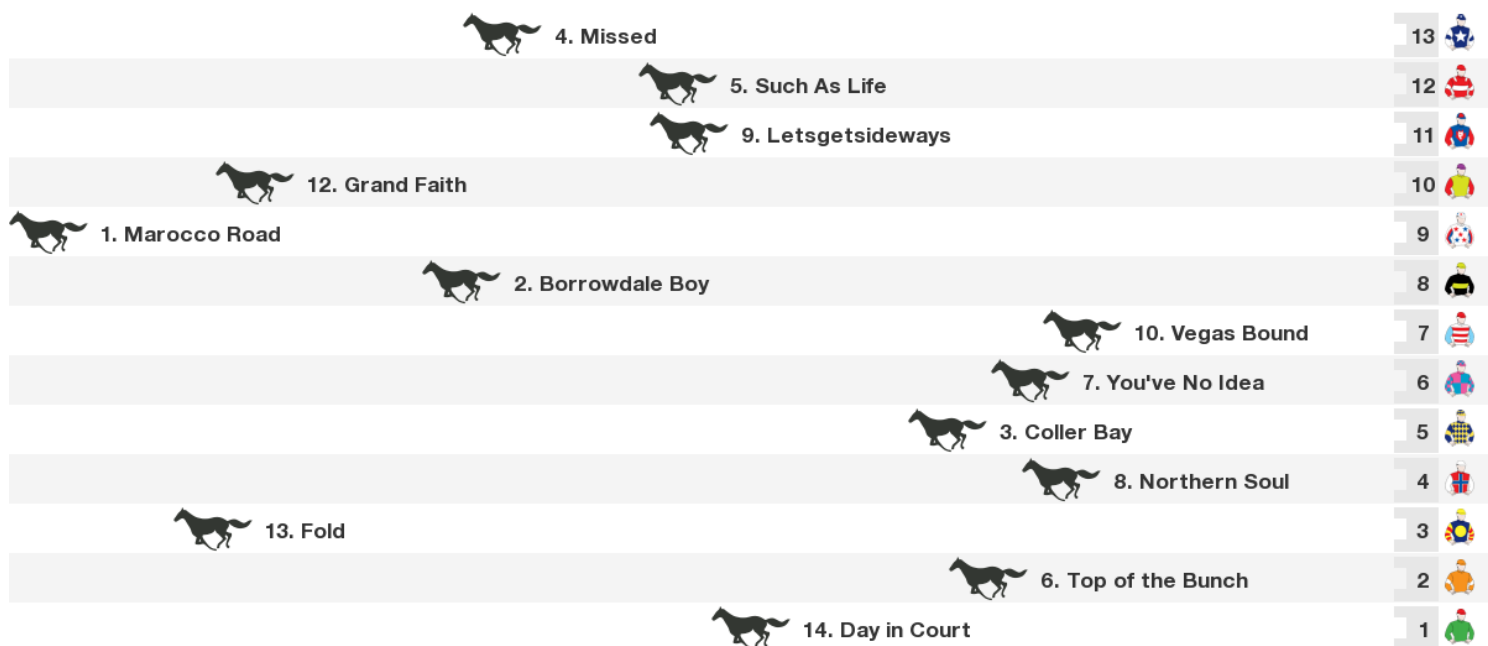 4. Missed 13
5. Such As Life 12
9. Letsgetsideways 11
12. Grand Faith 10
1. Marocco Road 9
2. Borrowdale Boy 8
10. Vegas Bound 7
7. You've No Idea 6
3. Coller Bay 5
8. Northern Soul 4
13. Fold 3
6. Top of the Bunch 2
14. Day in Court 1